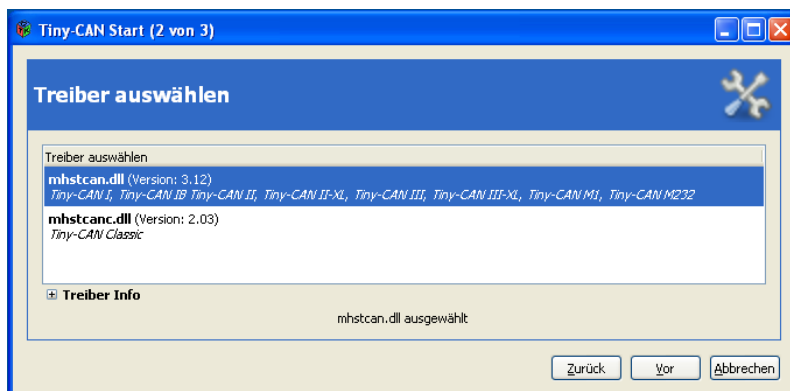 Tiny-CAN Start (2 von 3)
Treiber auswählen
Treiber auswählen
mhstcan.dll (Version: 3.12)
Tiny-CAN I, Tiny-CAN IB Tiny-CAN II, Tiny-CAN II-XL, Tiny-CAN III, Tiny-CAN III-XL, Tiny-CAN M1, Tiny-CAN M232
mhstcanc.dll (Version: 2.03)
Tiny-CAN Classic
Treiber Info
mhstcan.dll ausgewählt
Zurück Vor Abbrechen